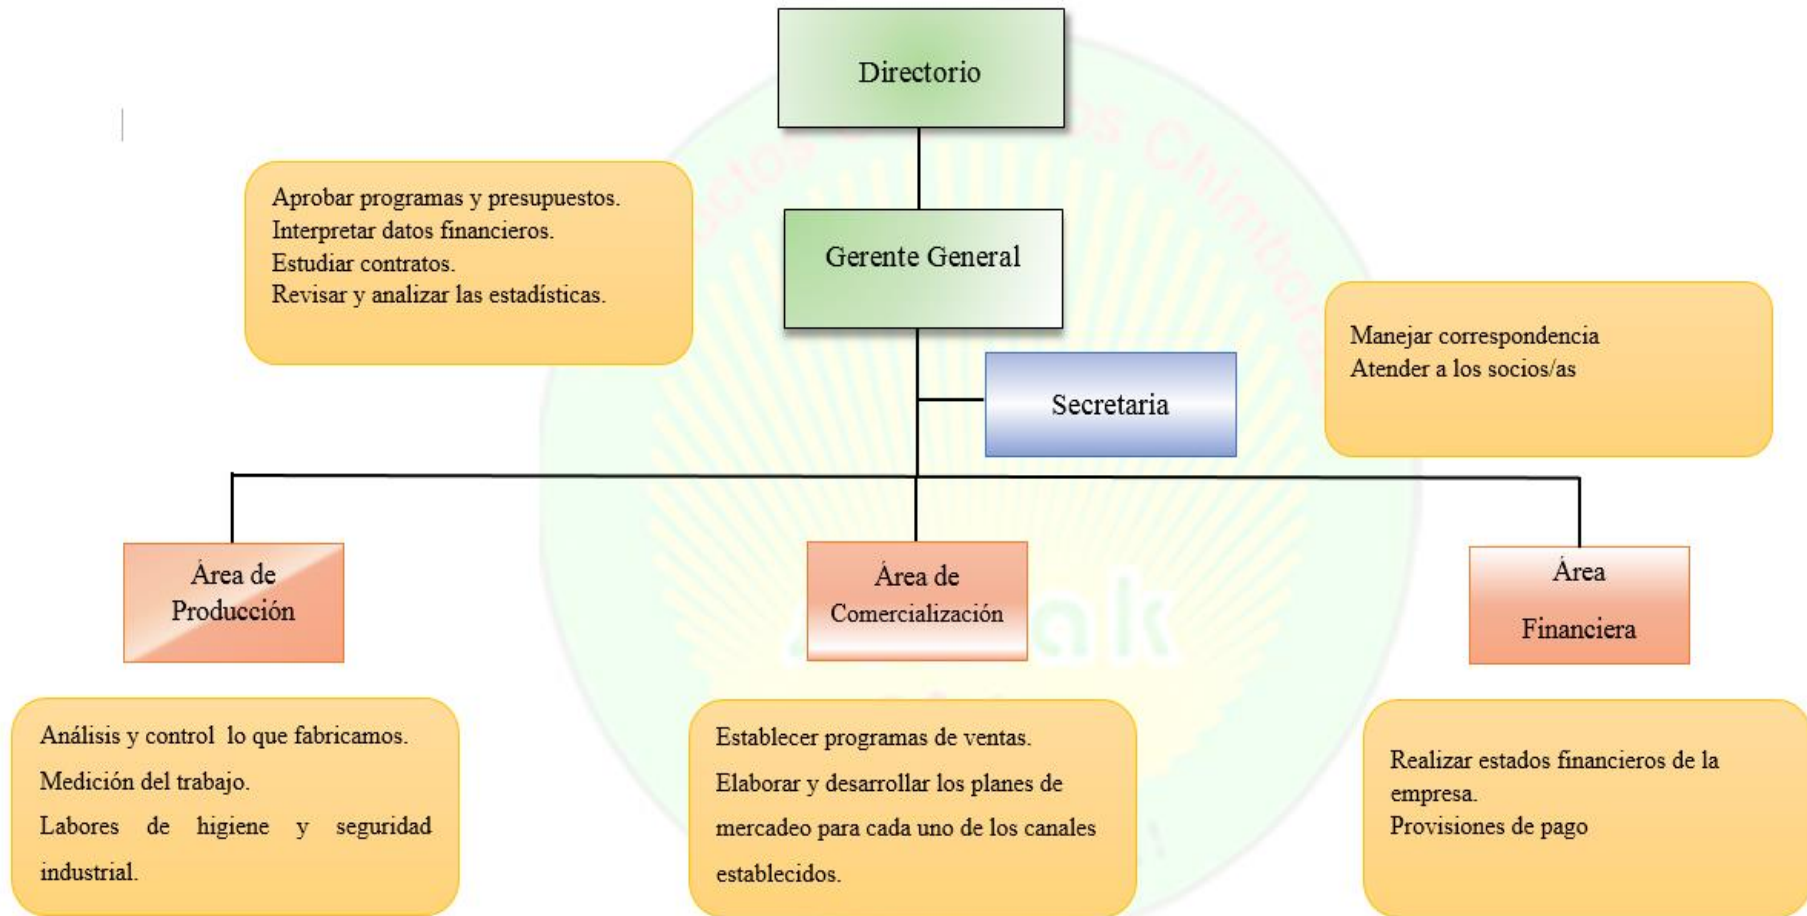 Directorio
Aprobar programas y presupuestos.
Interpretar datos financieros.
Estudiar contratos.
Revisar y analizar las estadísticas.
Gerente General
Manejar correspondencia
Atender a los socios/as
Secretaria
Área de
Producción
Área de
Comercialización
Área
Financiera
Análisis y control  lo que fabricamos.
Medición del trabajo.
Labores de higiene y seguridad
industrial.
Establecer programas de ventas.
Elaborar y desarrollar los planes de
mercadeo para cada uno de los canales
establecidos.
Realizar estados financieros de la
empresa.
Provisiones de pago